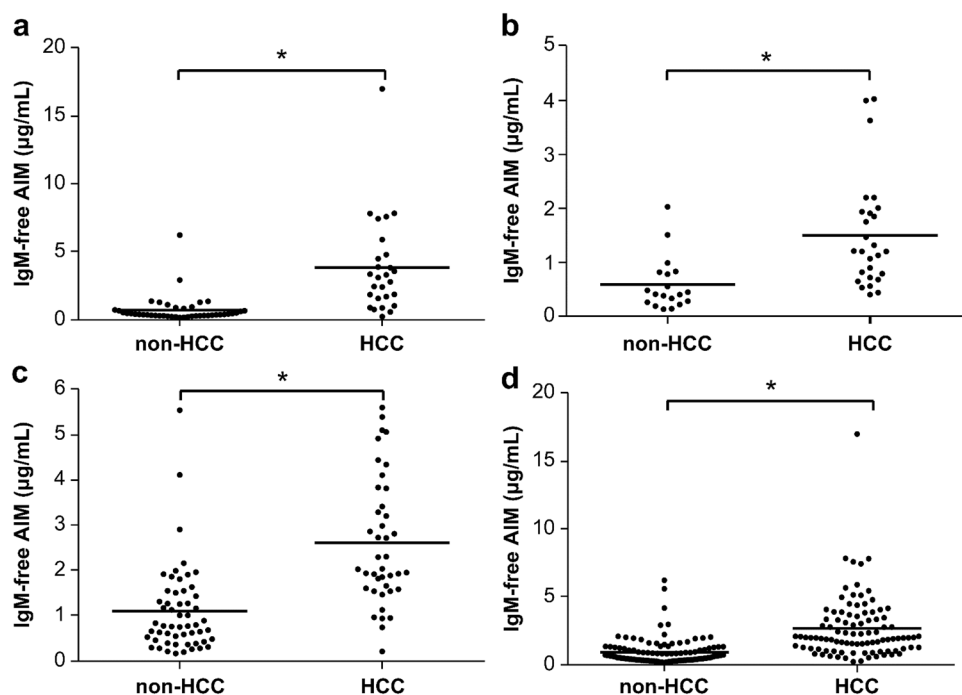 a
20
15
10
5
0
IgM-free AIM (µg/mL)
*
non-HCC HCC
b
5
4
3
2
1
0
IgM-free AIM (µg/mL)
*
non-HCC HCC
c
6
5
4
3
2
1
0
IgM-free AIM (µg/mL)
*
non-HCC HCC
d
20
15
10
5
0
IgM-free AIM (µg/mL)
*
non-HCC HCC